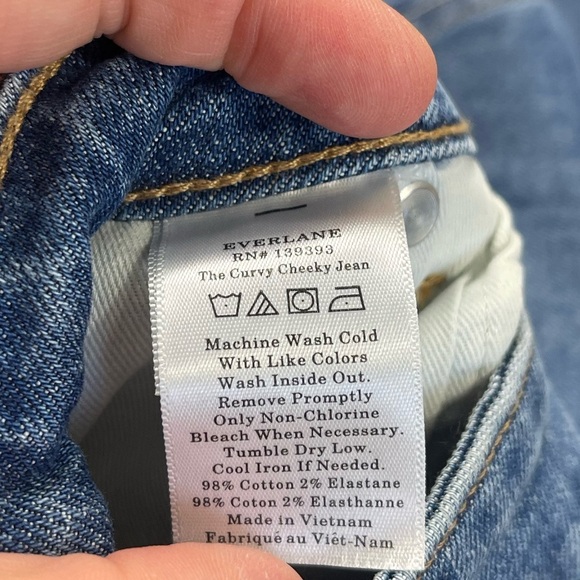 EVERLANE
RN# 139393
The Curvy Cheeky Jean
Machine Wash Cold
With Like Colors
Wash Inside Out.
Remove Promptly
Only Non-Chlorine
Bleach When Necessary.
Tumble Dry Low.
Cool Iron If Needed.
98% Cotton 2% Elastane
98% Coton 2% Elasthanne
Made in Vietnam
Fabriqué au Viét-Nam